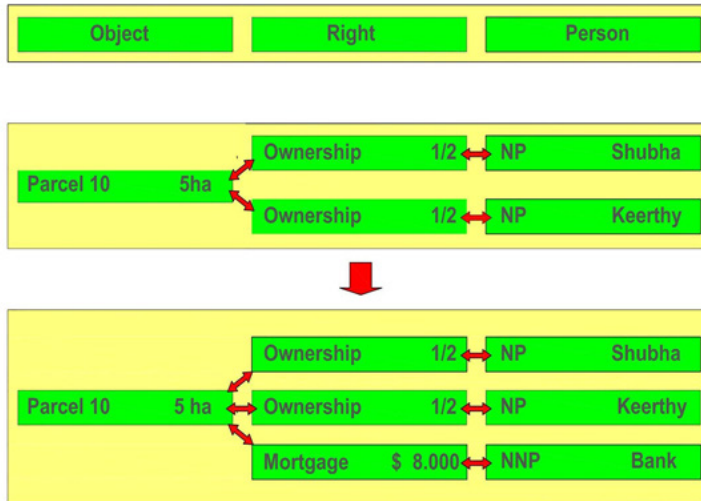 Object Right Person
Ownership 1/2 NP Shubha
Parcel 10 5ha
Ownership 1/2 NP Keerthy
Ownership 1/2 NP Shubha
Parcel 10 5 ha Ownership 1/2 NP Keerthy
Mortgage $ 8.000 NNP Bank